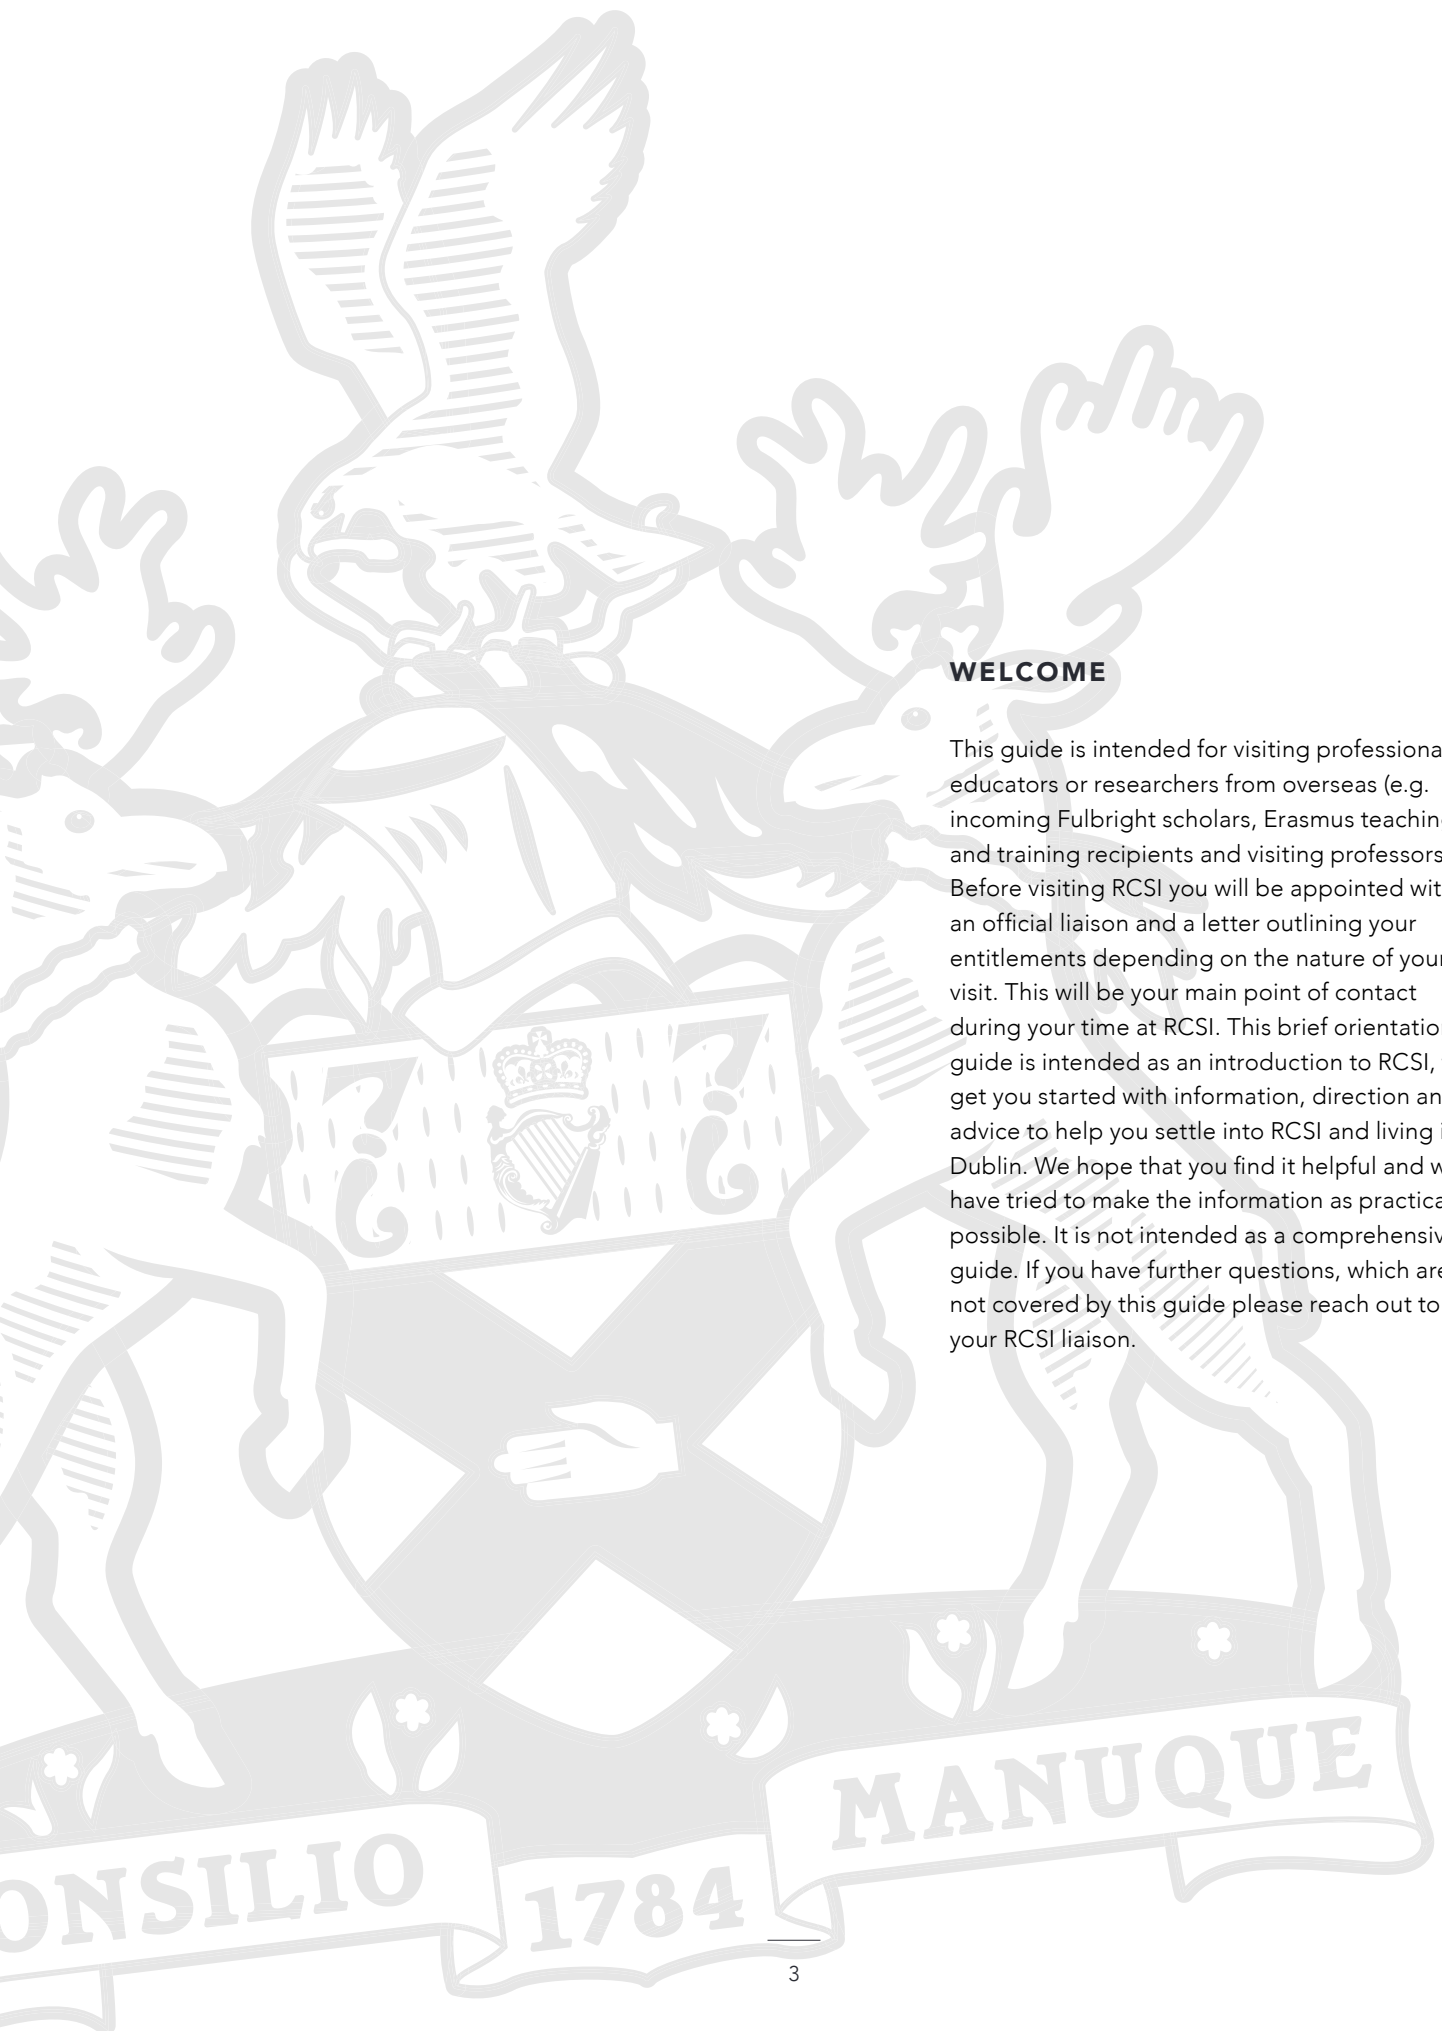 WELCOME
This guide is intended for visiting professiona
educators or researchers from overseas (e.g.
incoming Fulbright scholars, Erasmus teachin
and training recipients and visiting professors
Before visiting RCSI you will be appointed wit
an official liaison and a letter outlining your
entitlements depending on the nature of your
visit. This will be your main point of contact
during your time at RCSI. This brief orientatio
guide is intended as an introduction to RCSI,
get you started with information, direction an
advice to help you settle into RCSI and living i
Dublin. We hope that you find it helpful and w
have tried to make the information as practica
possible. It is not intended as a comprehensiv
guide. If you have further questions, which are
not covered by this guide please reach out to
your RCSI liaison.
MANUQUE
ONSILIO
1784
3